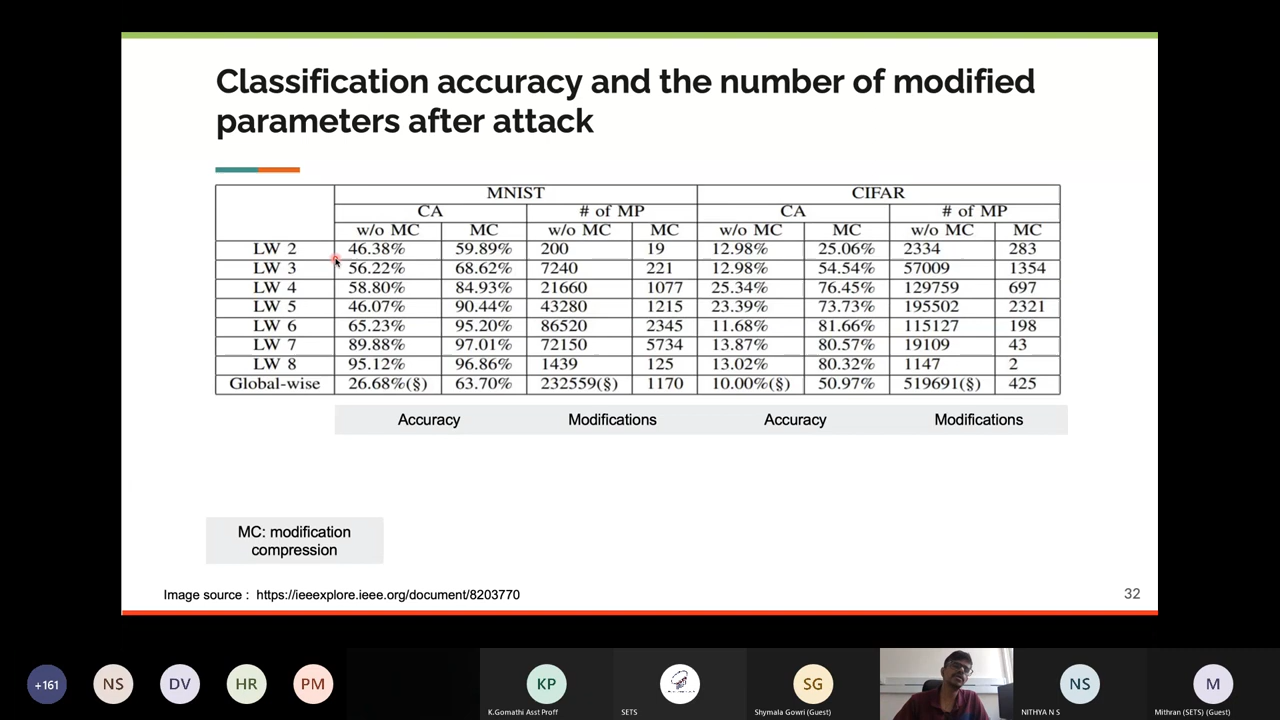 Classification accuracy and the number of modified
parameters after attack
MNIST CIFAR
CA # of MP CA # of MP
w/o MC MC w/o MC MC w/o MC MC w/o MC MC
LW 2 46.38% 59.89% 200 19 12.98% 25.06% 2334 283
LW 3 56.22% 68.62% 7240 221 12.98% 54.54% 57009 1354
LW 4 58.80% 84.93% 21660 1077 25.34% 76.45% 129759 697
LW 5 46.07% 90.44% 43280 1215 23.39% 73.73% 195502 2321
LW 6 65.23% 95.20% 86520 2345 11.68% 81.66% 115127 198
LW 7 89.88% 97.01% 72150 5734 13.87% 80.57% 19109 43
LW 8 95.12% 96.86% 1439 125 13.02% 80.32% 1147 2
Global-wise 26.68%(§) 63.70% 232559(§) 1170 10.00%(§) 50.97% 519691(§) 425
Accuracy Modifications Accuracy Modifications
MC: modification
compression
Image source : https://ieeexplore.ieee.org/document/8203770
32
+161 NS DV HR PM KP SG NS M
K.Gomathi Asst Proff SETS Shymala Gowri (Guest) NITHYA N S Mithran (SETS) (Guest)